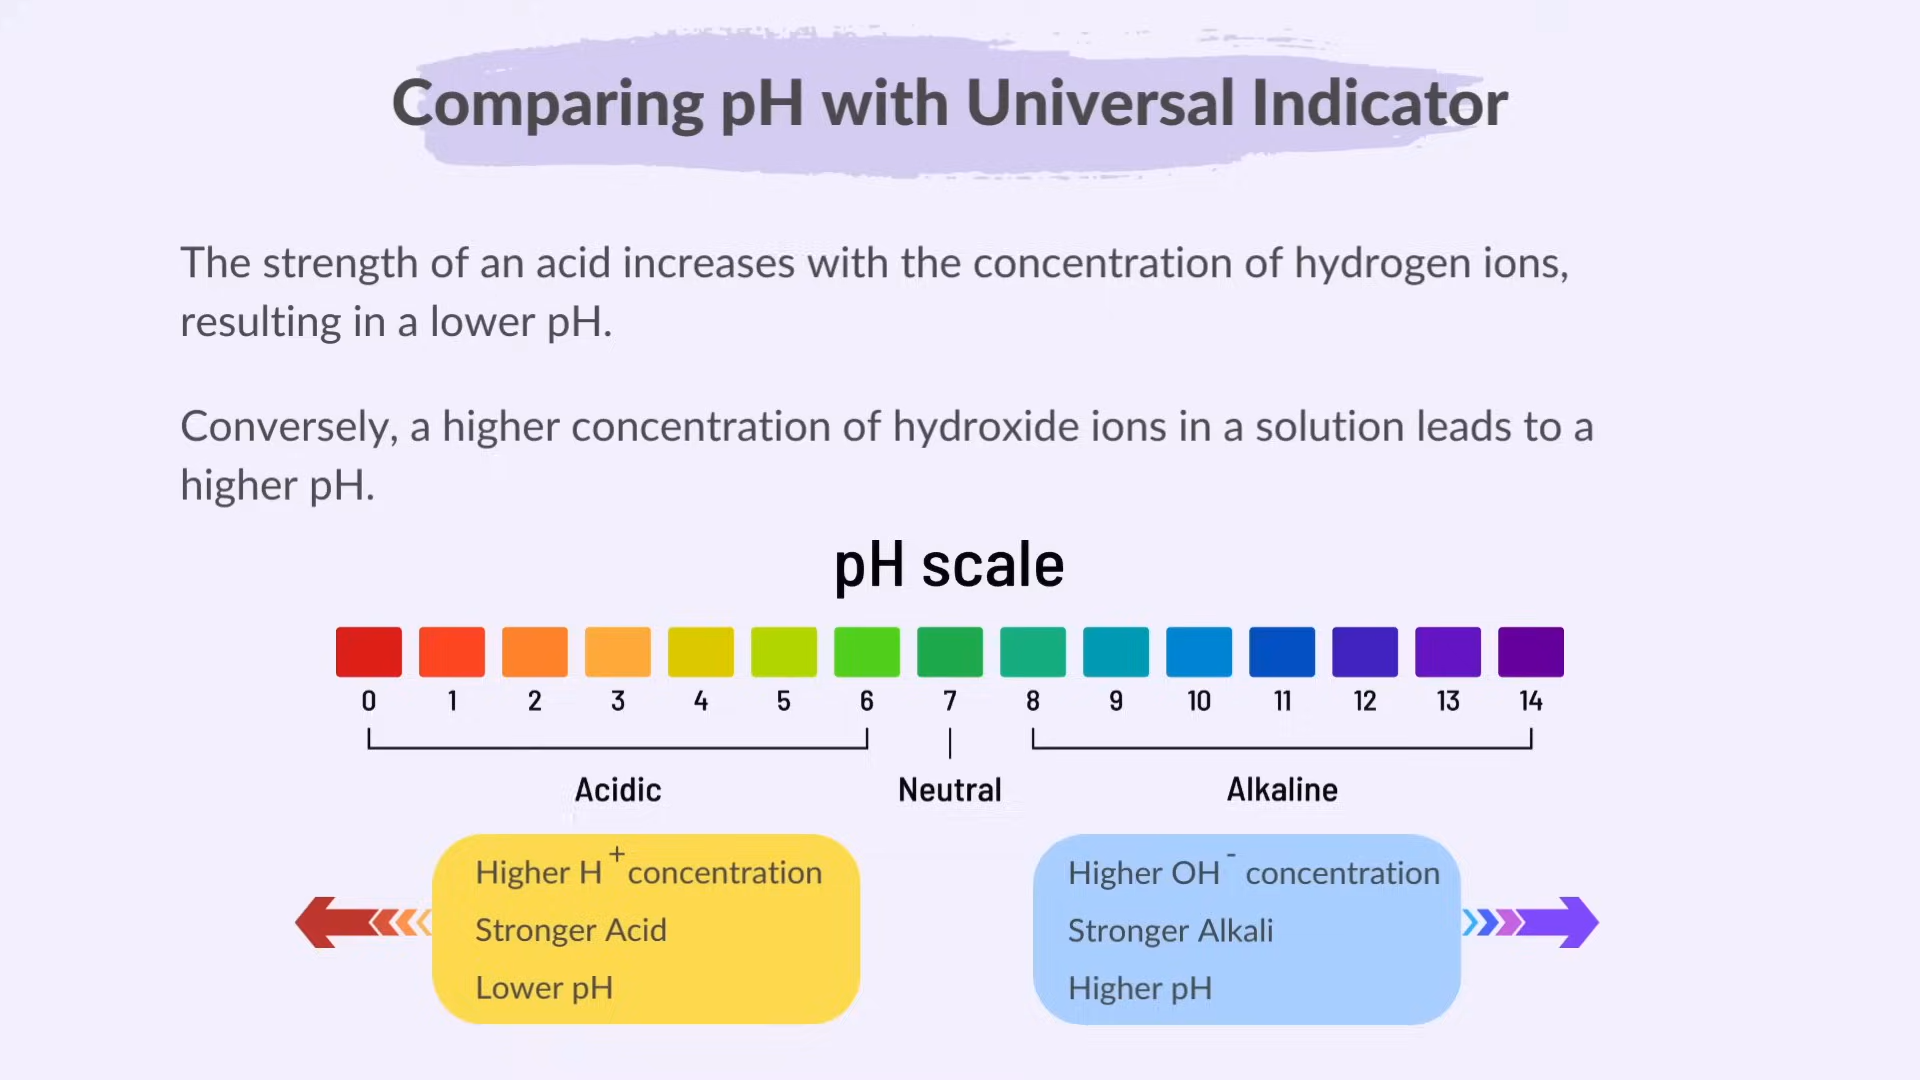 Comparing pH with Universal Indicator
The strength of an acid increases with the concentration of hydrogen ions,
resulting in a lower pH.
Conversely, a higher concentration of hydroxide ions in a solution leads to a
higher pH.
pH scale
0 1 2 3 4 5 6 7 8 9 10 11 12 13 14
Acidic Neutral Alkaline
Higher H⁺ concentration
Stronger Acid
Lower pH
Higher OH⁻ concentration
Stronger Alkali
Higher pH